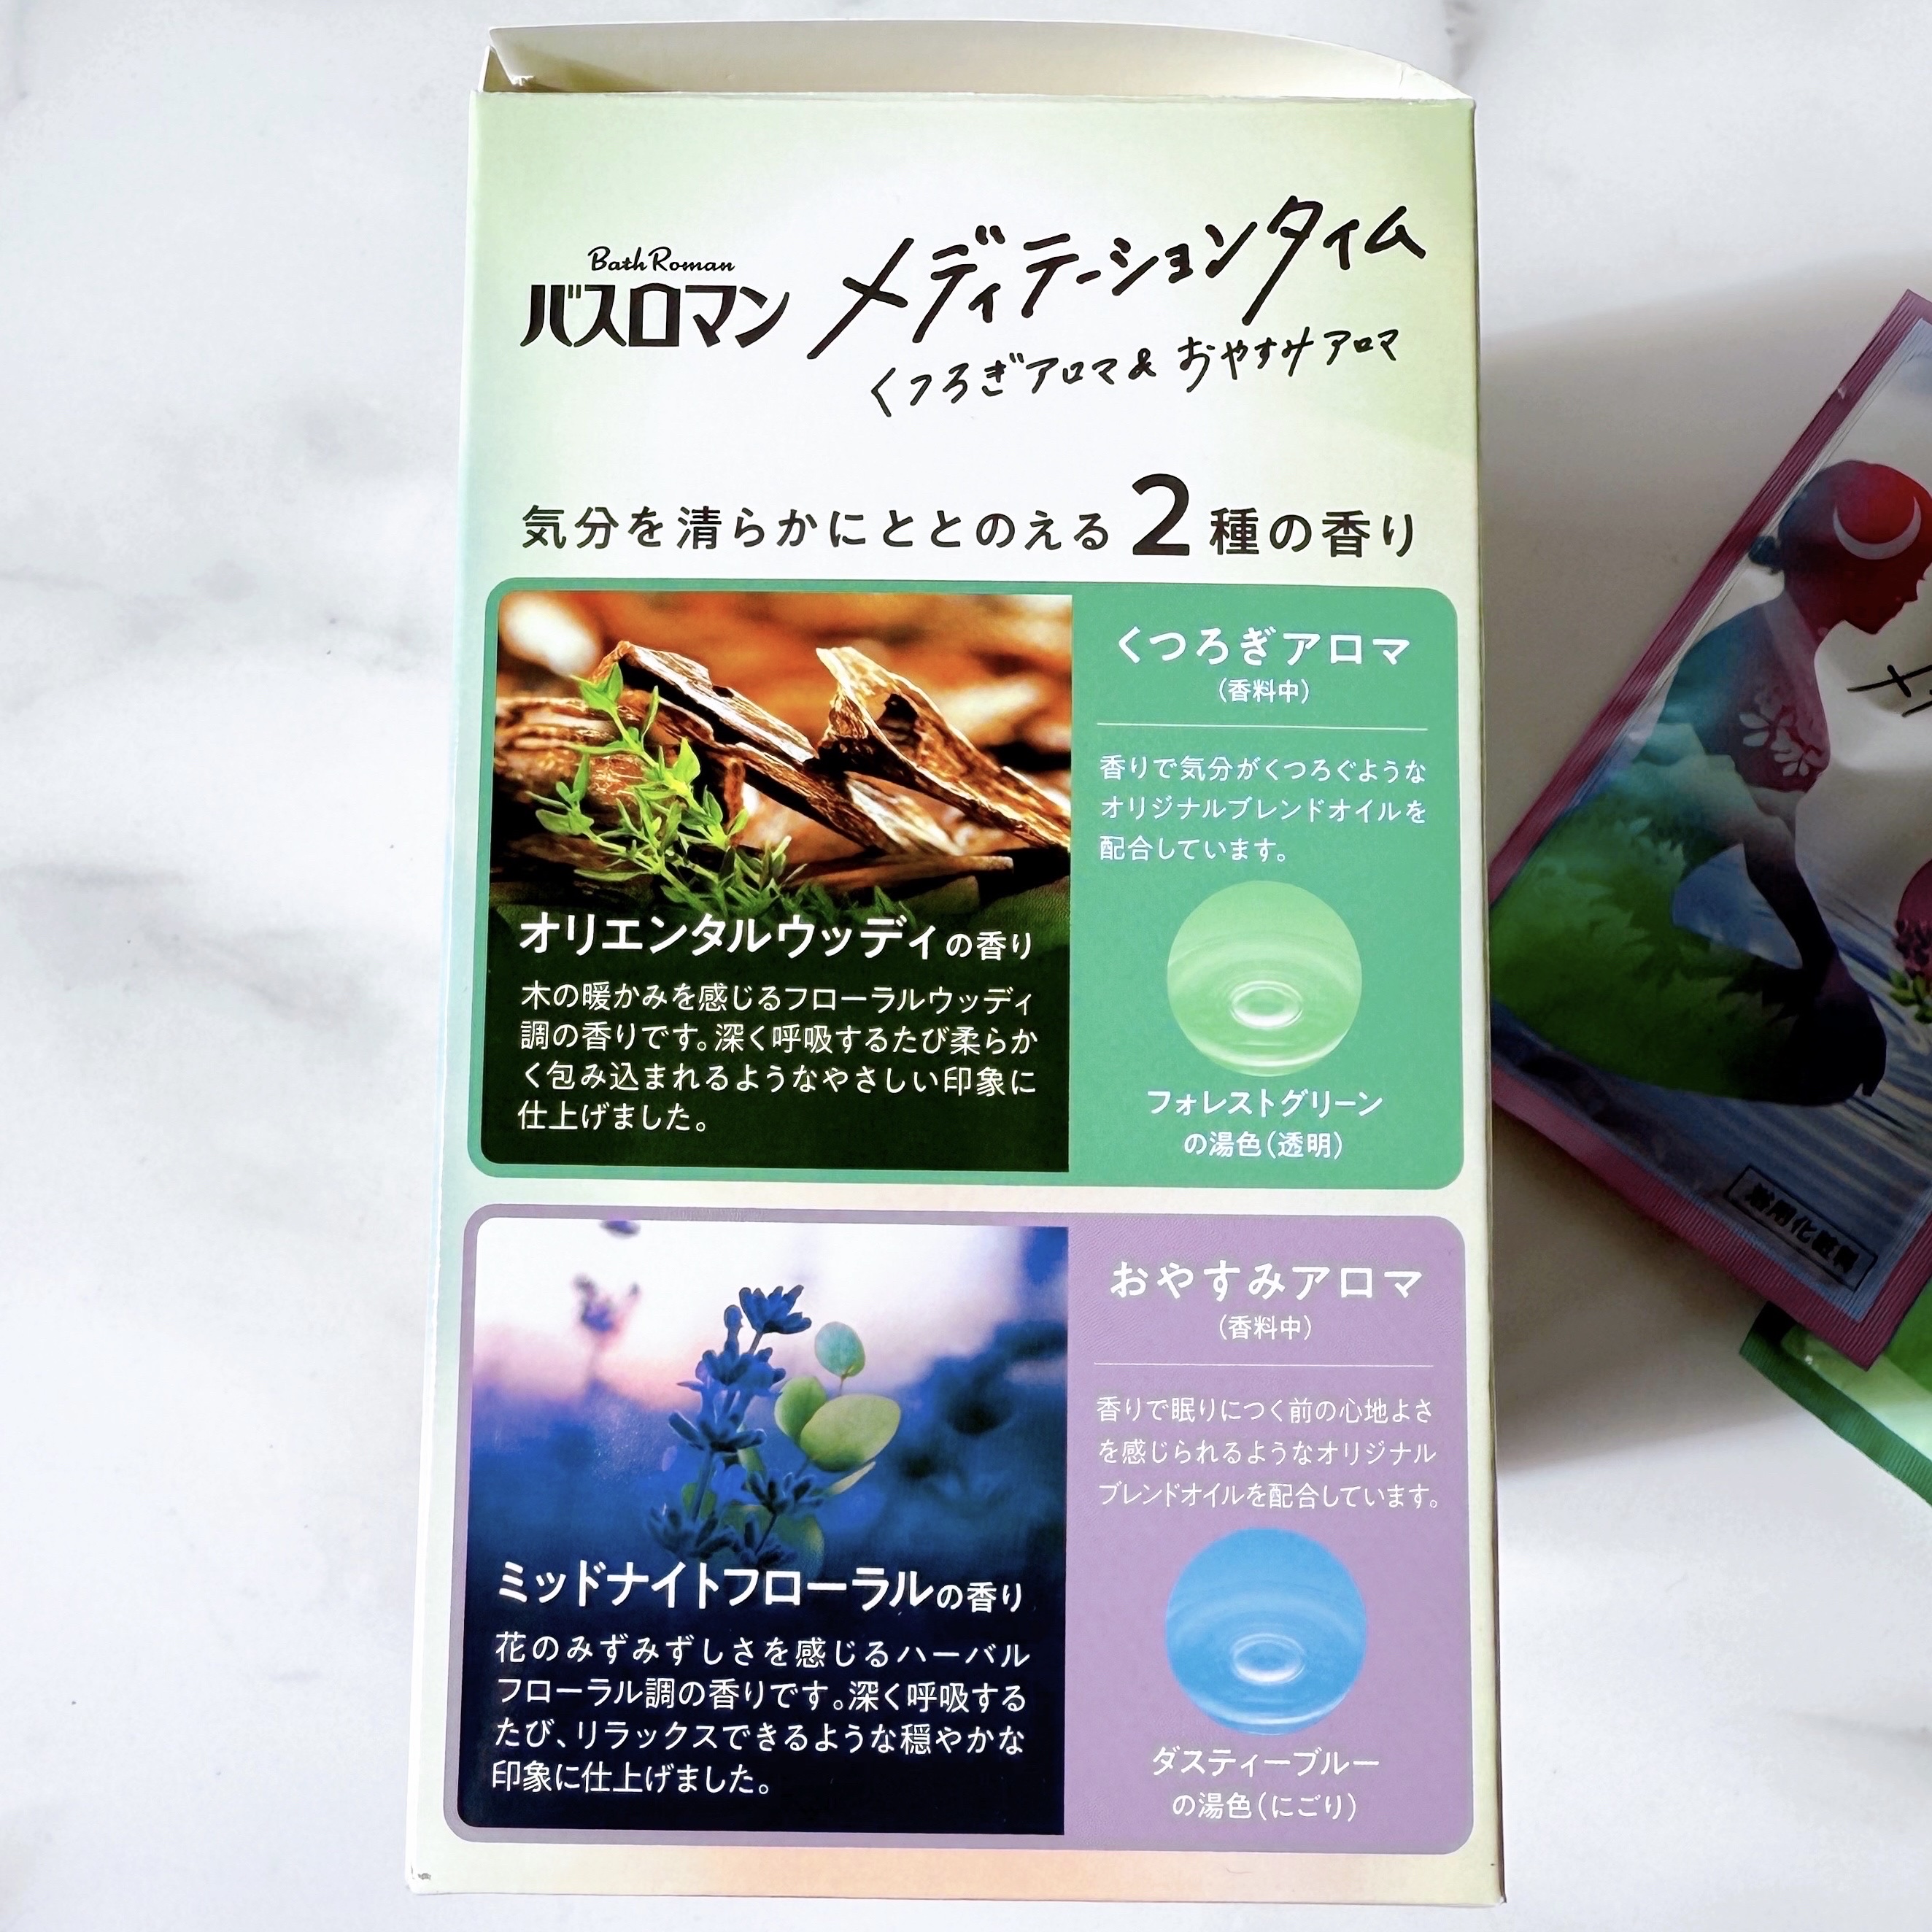 Bath Roman
バスロマン
メディテーションタイム
くつろぎアロマ & おやすみアロマ
気分を清らかにととのえる2種の香り
オリエンタルウッディの香り
木の暖かみを感じるフローラルウッディ
調の香りです。深く呼吸するたび柔らか
く包み込まれるようなやさしい印象に
仕上げました。
くつろぎアロマ
(香料中)
香りで気分がくつろぐような
オリジナルブレンドオイルを
配合しています。
フォレストグリーン
の湯色(透明)
ミッドナイトフローラルの香り
花のみずみずしさを感じるハーバル
フローラル調の香りです。深く呼吸する
たび、リラックスできるような穏やかな
印象に仕上げました。
おやすみアロマ
(香料中)
香りで眠りにつく前の心地よさ
を感じられるようなオリジナル
ブレンドオイルを配合しています。
ダスティーブルー
の湯色(にごり)
浴用化粧料